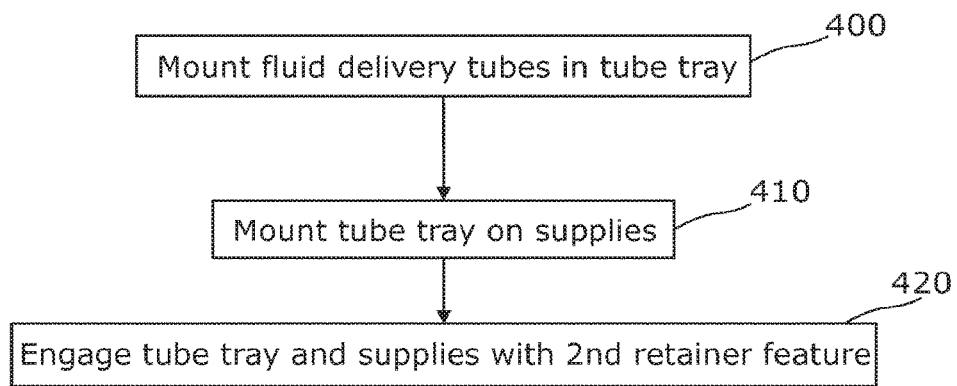 400
Mount fluid delivery tubes in tube tray
410
Mount tube tray on supplies
420
Engage tube tray and supplies with 2nd retainer feature